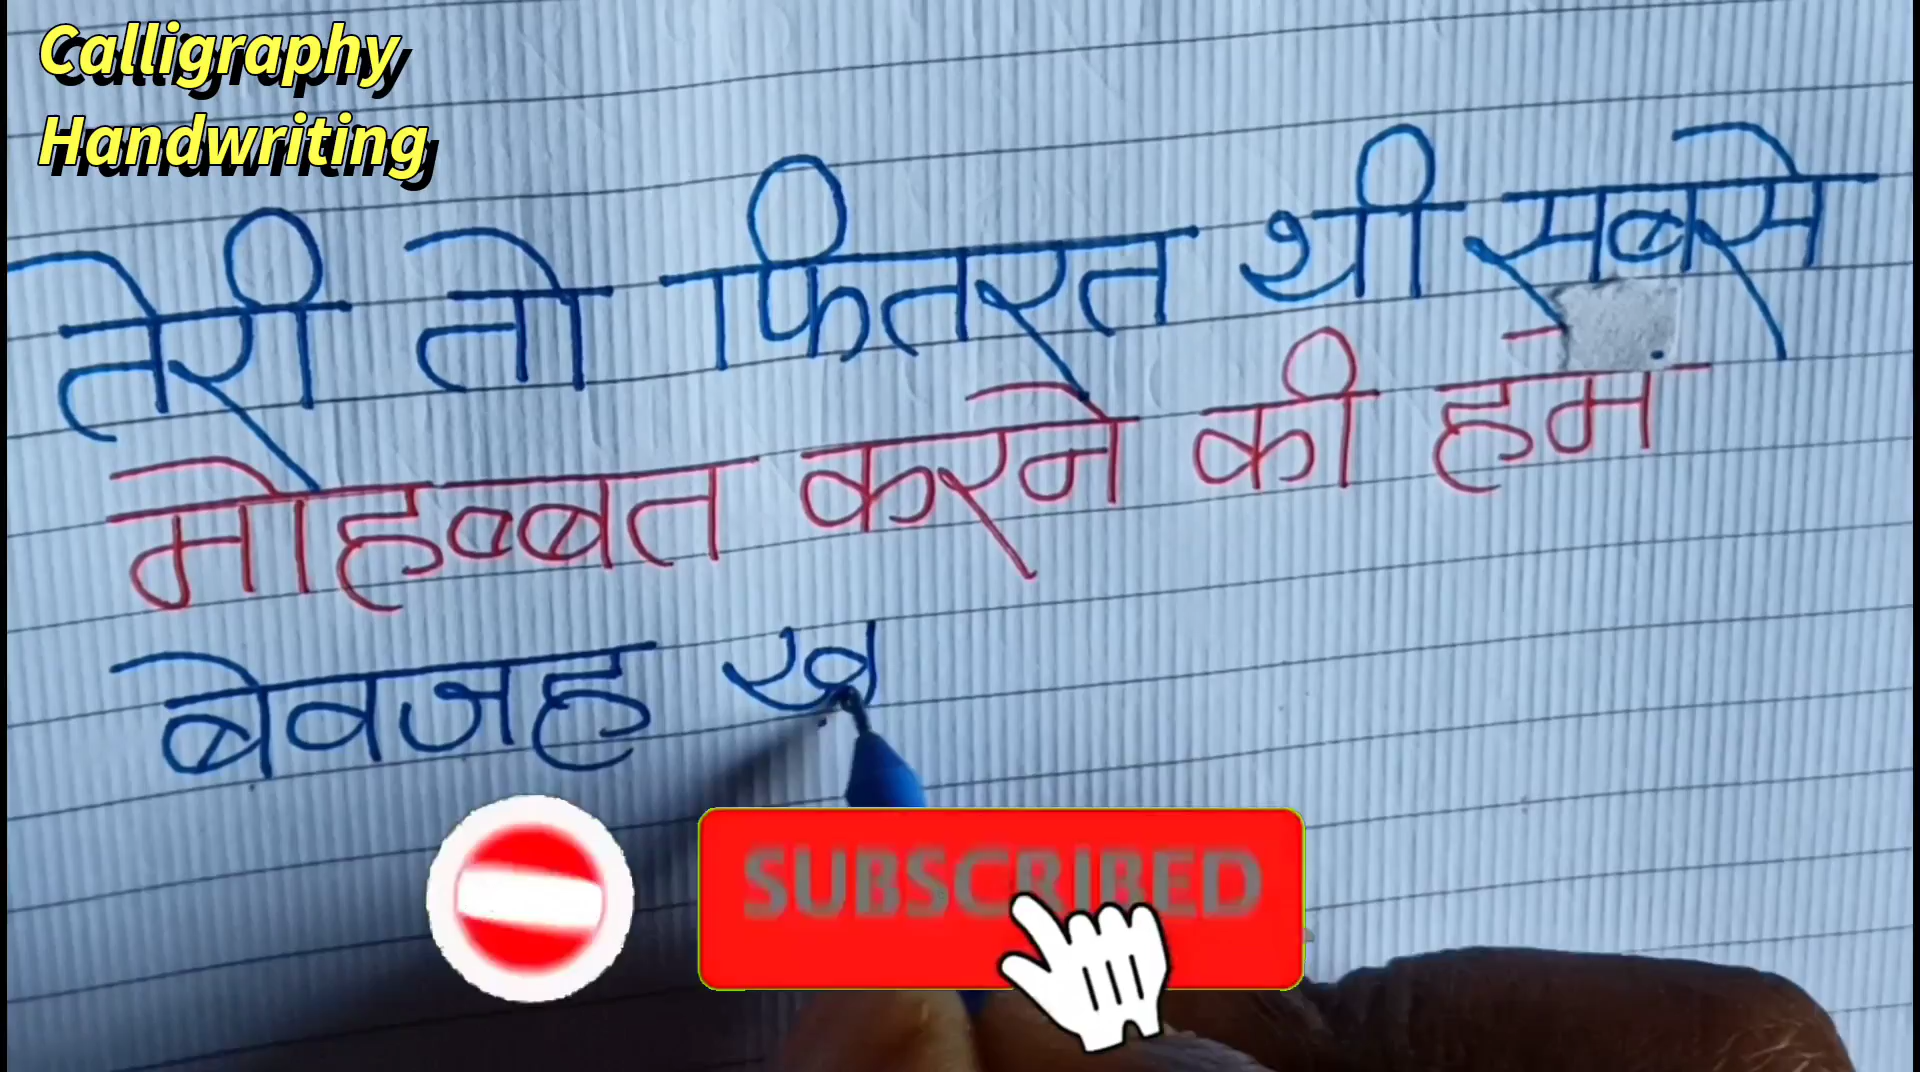 Calligraphy
Handwriting
तेरी तो फितरत थी सबसे
मोहब्बत करने की हम
बेवजह ख
SUBSCRIBED